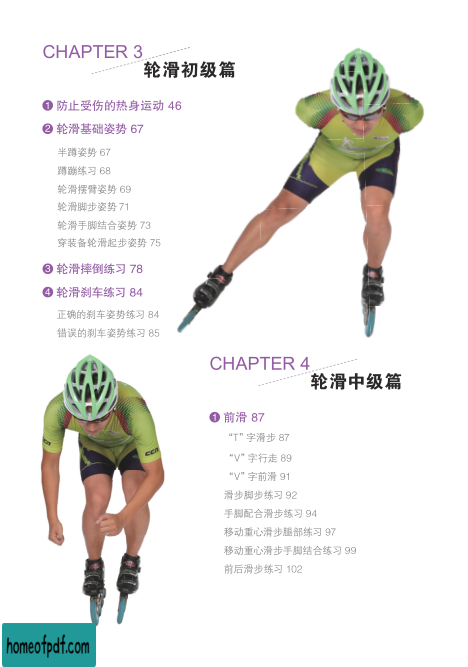 CHAPTER 3
轮滑初级篇
1 防止受伤的热身运动 46
2 轮滑基础姿势 67
半蹲姿势 67
蹲蹦练习 68
轮滑摆臂姿势 69
轮滑脚步姿势 71
轮滑手脚结合姿势 73
穿装备轮滑起步姿势 75
3 轮滑摔倒练习 78
4 轮滑刹车练习 84
正确的刹车姿势练习 84
错误的刹车姿势练习 85
CHAPTER 4
轮滑中级篇
1 前滑 87
“T”字滑步 87
“V”字行走 89
“V”字前滑 91
滑步脚步练习 92
手脚配合滑步练习 94
移动重心滑步腿部练习 97
移动重心滑步手脚结合练习 99
前后滑步练习 102
homeofpdf.com